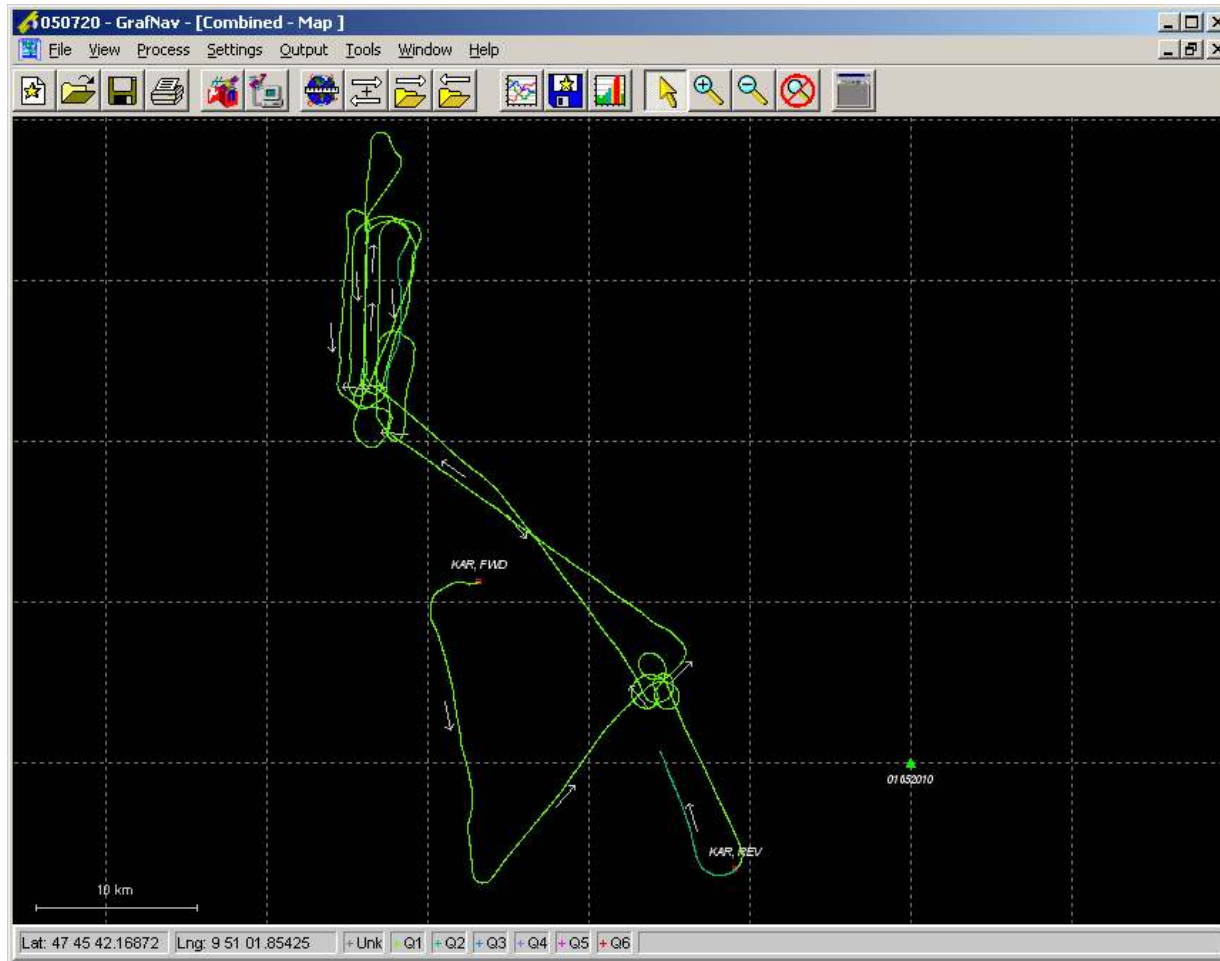 050720 - GrafNav - [Combined - Map ]
File View Process Settings Output Tools Window Help
KAR, FWD
01052010
KAR, REV
10 km
Lat: 47 45 42.16872 Lng: 9 51 01.85425 +Unk +Q1 +Q2 +Q3 +Q4 +Q5 +Q6